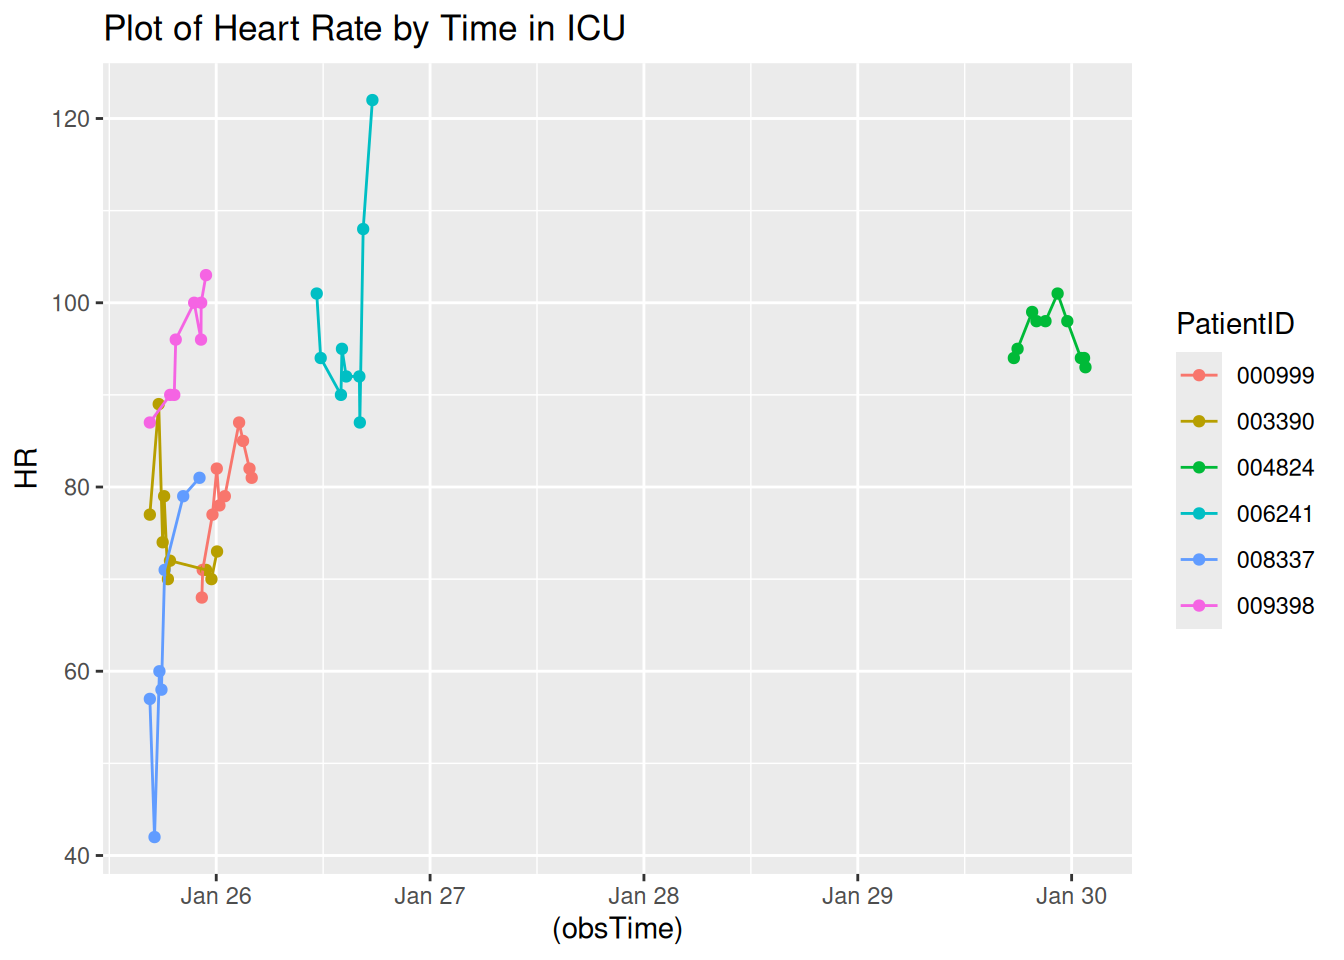 Plot of Heart Rate by Time in ICU
HR
120
100
80
60
40
Jan 26 Jan 27 Jan 28 Jan 29 Jan 30
(obsTime)
PatientID
000999
003390
004824
006241
008337
009398